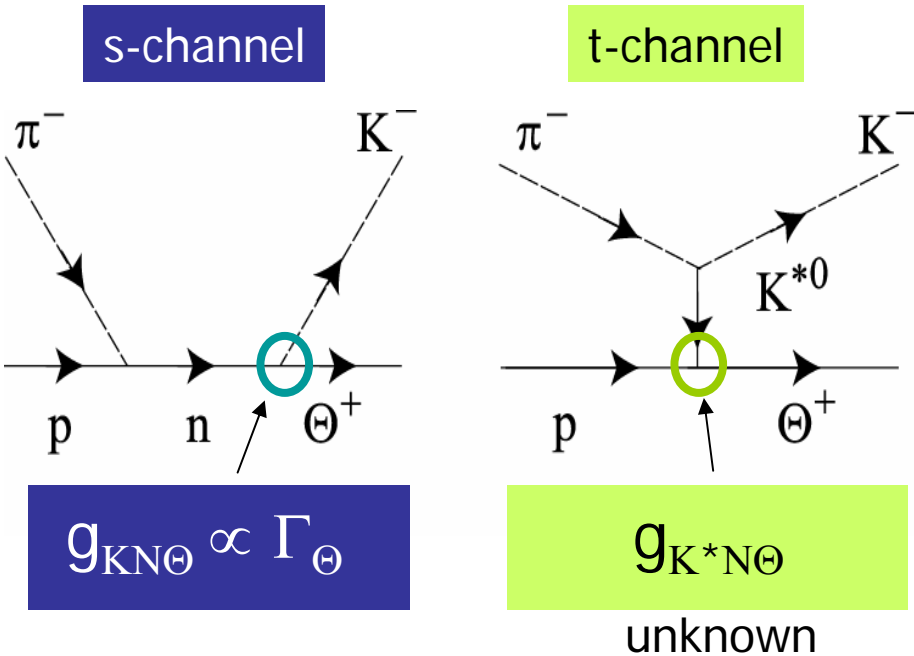 s-channel
t-channel
π⁻ K⁻
π⁻ K⁻
K*⁰
p n Θ⁺
p Θ⁺
g_KNΘ ∝ Γ_Θ
g_K*NΘ
unknown